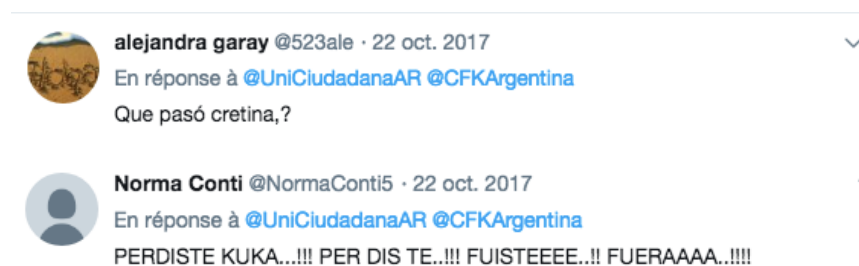 alejandra garay @523ale · 22 oct. 2017
En réponse à @UniCiudadanaAR @CFKArgentina
Que pasó cretina,?
Norma Conti @NormaConti5 · 22 oct. 2017
En réponse à @UniCiudadanaAR @CFKArgentina
PERDISTE KUKA...!!! PER DIS TE..!!! FUISTEEEE..!! FUERAAAA..!!!!